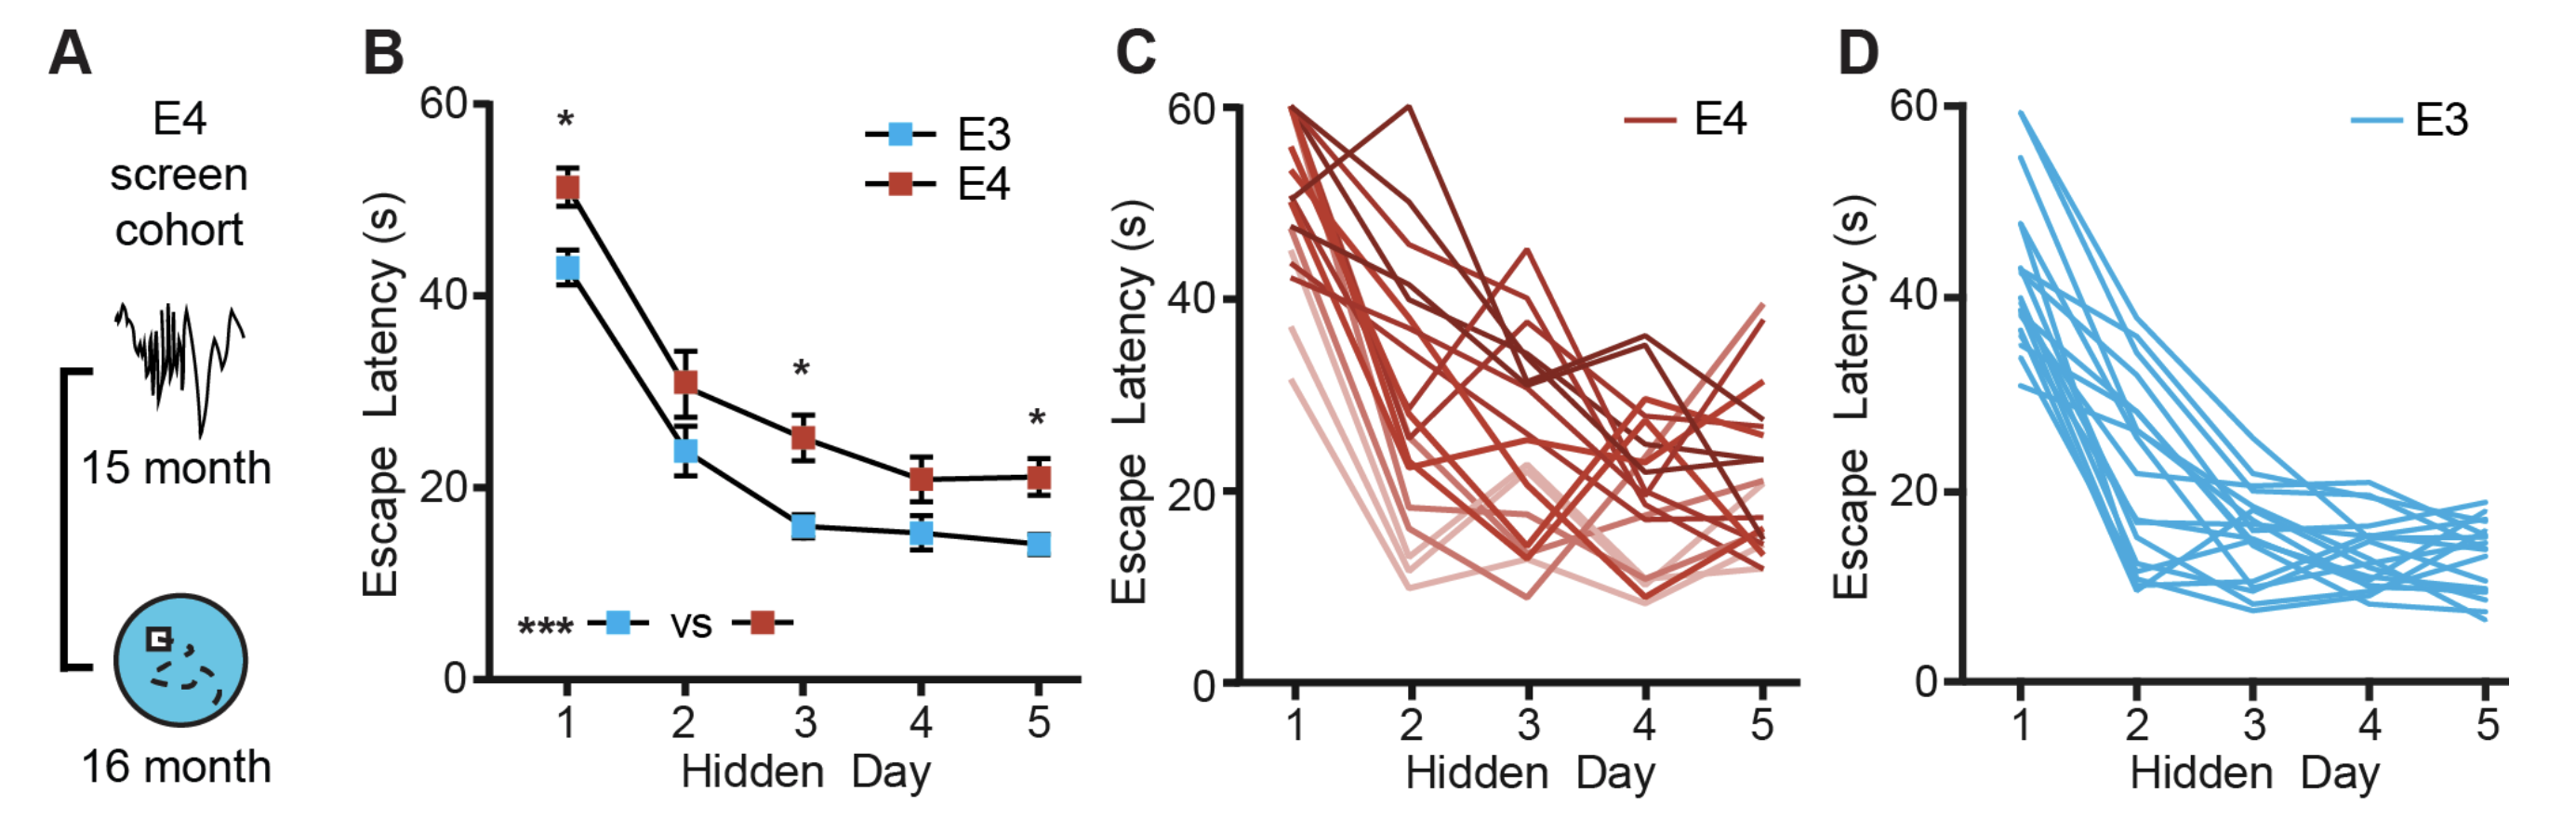 A
E4
screen
cohort
15 month
16 month
B
Escape Latency (s)
60
40
20
0
*
*
*
E3
E4
*** vs
1 2 3 4 5
Hidden Day
C
Escape Latency (s)
60
40
20
0
E4
1 2 3 4 5
Hidden Day
D
Escape Latency (s)
60
40
20
0
E3
1 2 3 4 5
Hidden Day